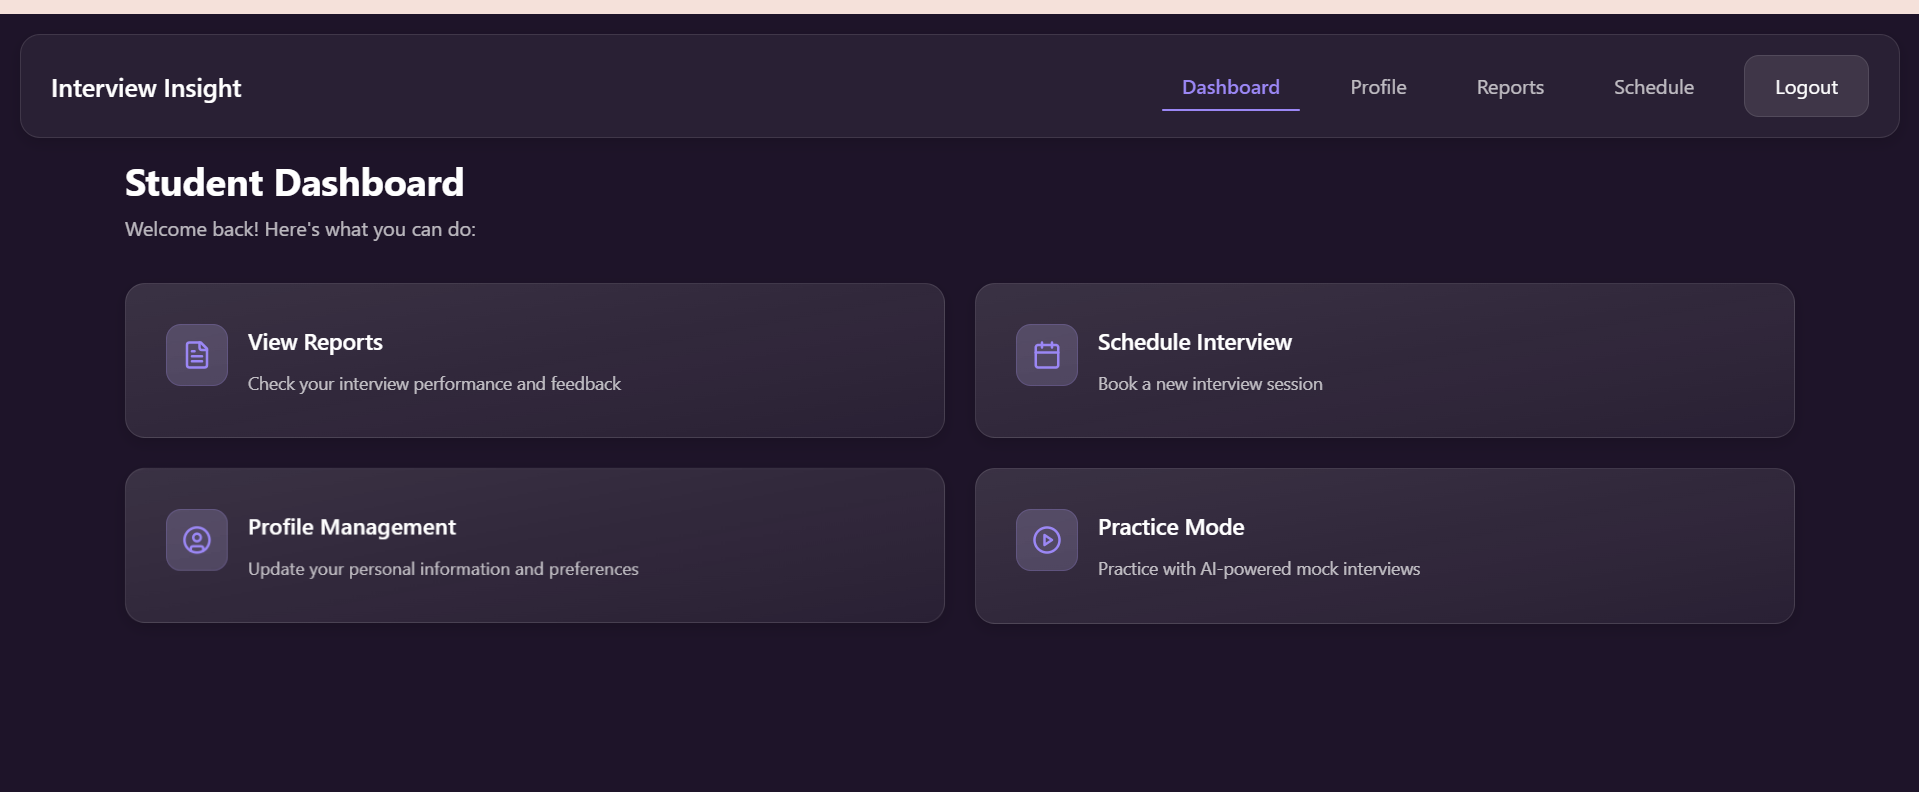 Interview Insight
Dashboard
Profile
Reports
Schedule
Logout
Student Dashboard
Welcome back! Here's what you can do:
View Reports
Check your interview performance and feedback
Schedule Interview
Book a new interview session
Profile Management
Update your personal information and preferences
Practice Mode
Practice with AI-powered mock interviews